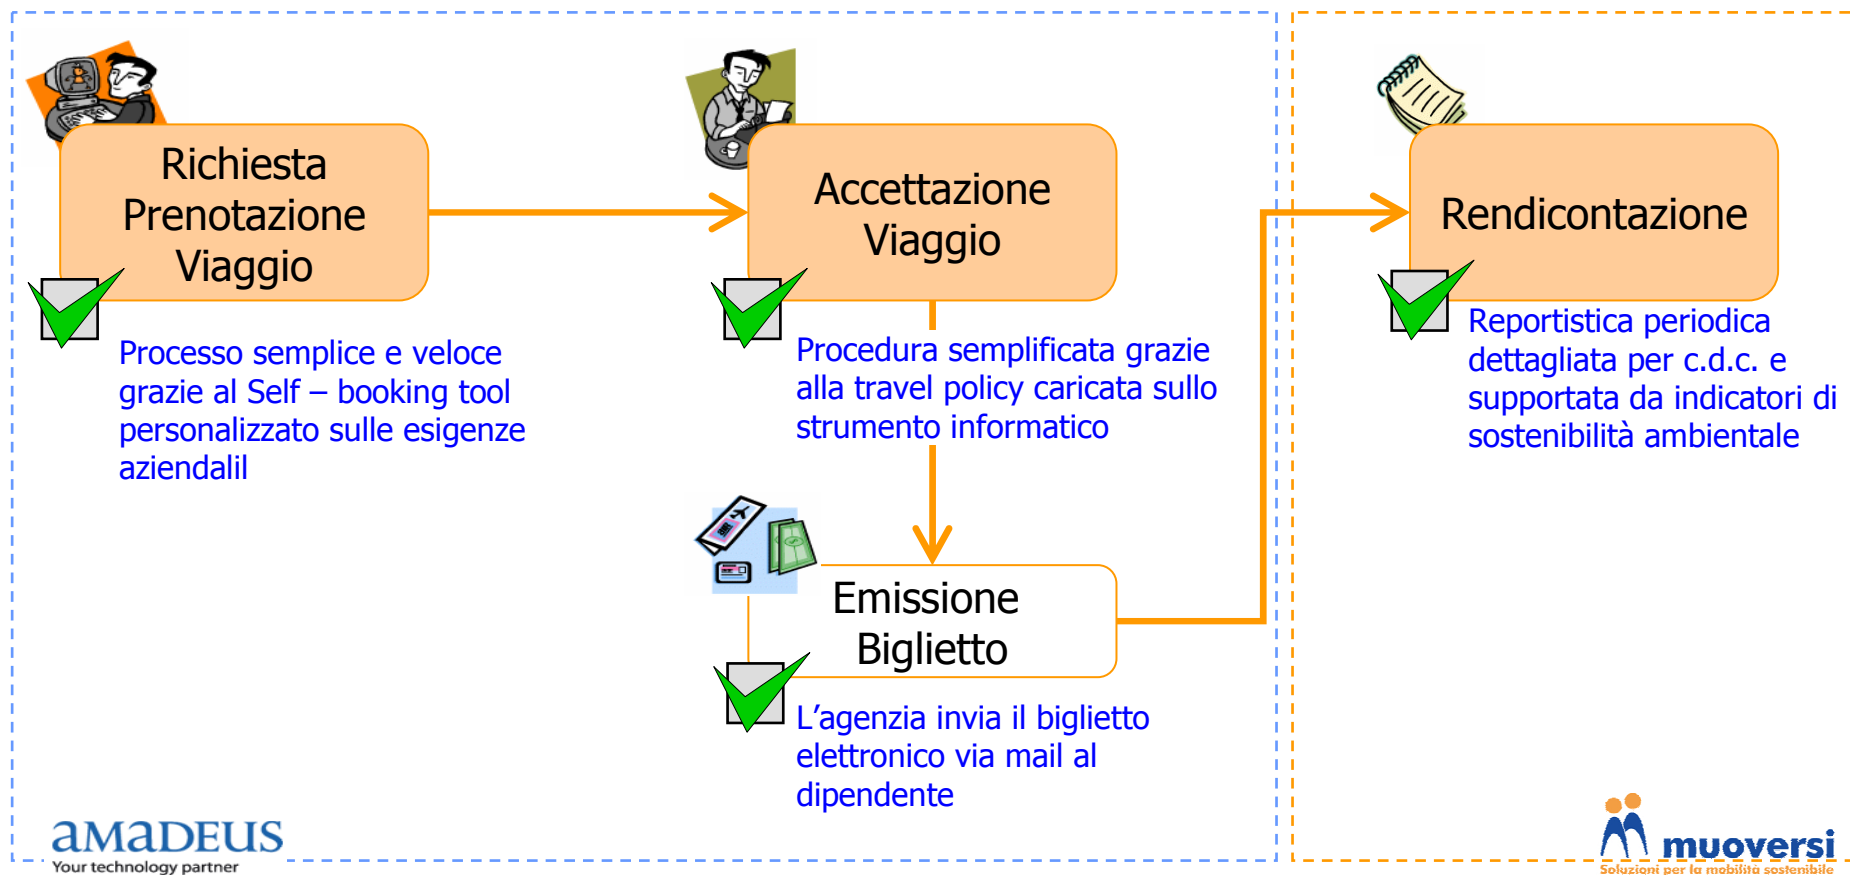 Richiesta
Prenotazione
Viaggio
Processo semplice e veloce
grazie al Self – booking tool
personalizzato sulle esigenze
aziendalil
Accettazione
Viaggio
Procedura semplificata grazie
alla travel policy caricata sullo
strumento informatico
Emissione
Biglietto
L’agenzia invia il biglietto
elettronico via mail al
dipendente
Rendicontazione
Reportistica periodica
dettagliata per c.d.c. e
supportata da indicatori di
sostenibilità ambientale
aMaDEUS
Your technology partner
muoversi
Soluzioni per la mobilità sostenibile